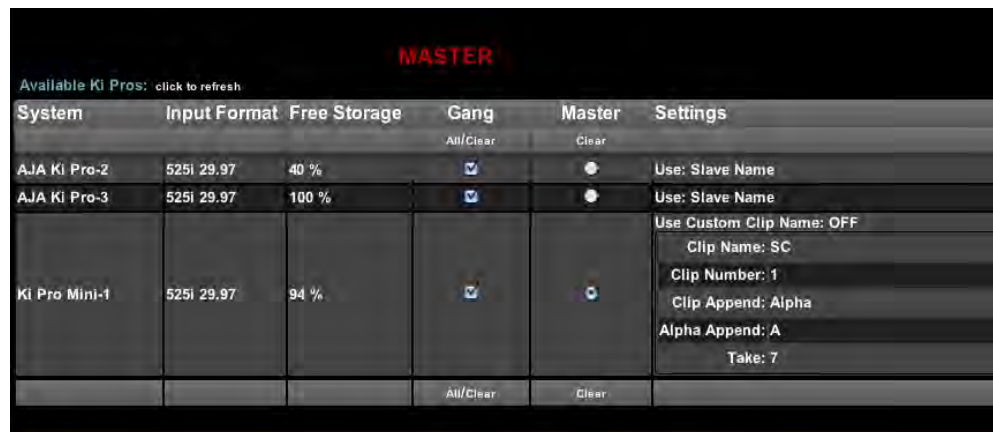 MASTER
Available Ki Pros: click to refresh
System Input Format Free Storage Gang Master Settings
All/Clear Clear
AJA Ki Pro-2 525i 29.97 40 % Use: Slave Name
AJA Ki Pro-3 525i 29.97 100 % Use: Slave Name
Use Custom Clip Name: OFF
Clip Name: SC
Clip Number: 1
Ki Pro Mini-1 525i 29.97 94 %
Clip Append: Alpha
Alpha Append: A
Take: 7
All/Clear Clear